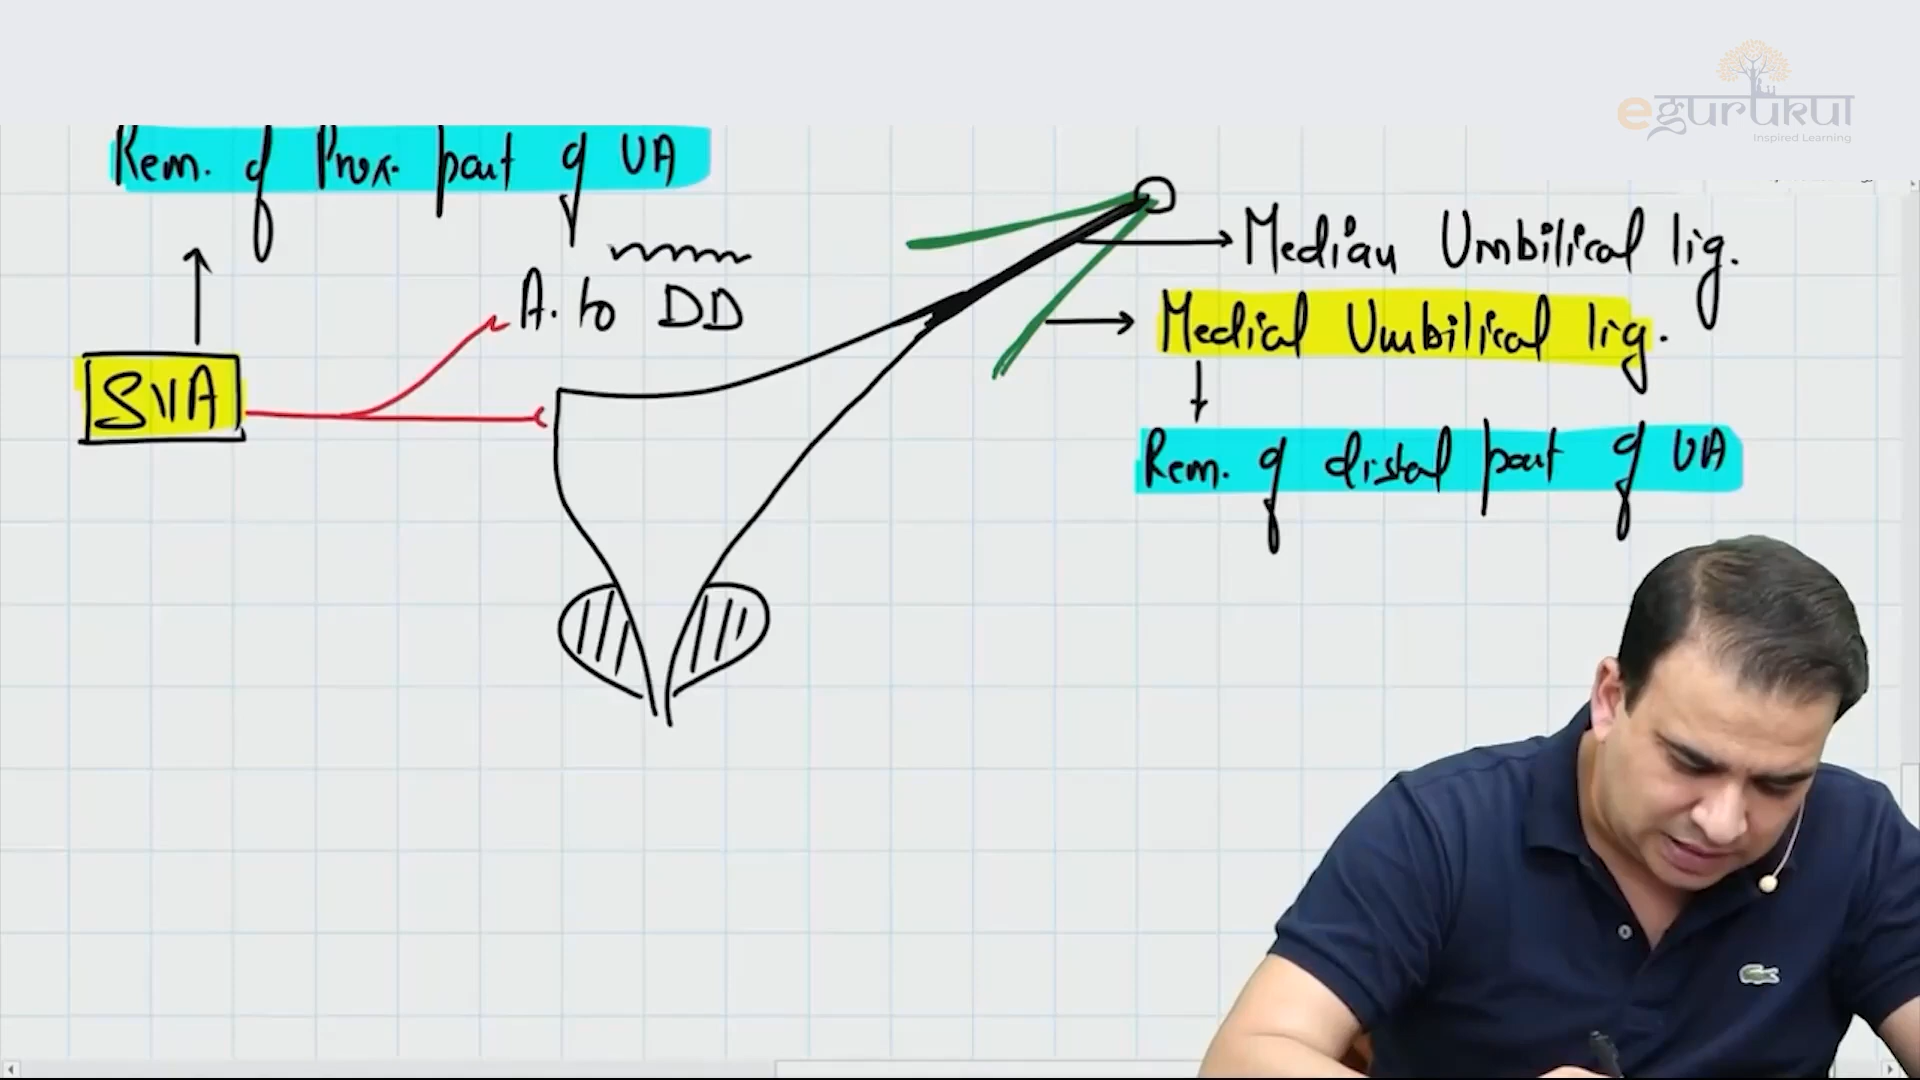 egurukul
Inspired Learning
Rem. of Prox. part of UA
A. to DD
SVA
Median Umbilical lig.
Medial Umbilical lig.
Rem. of distal part of UA